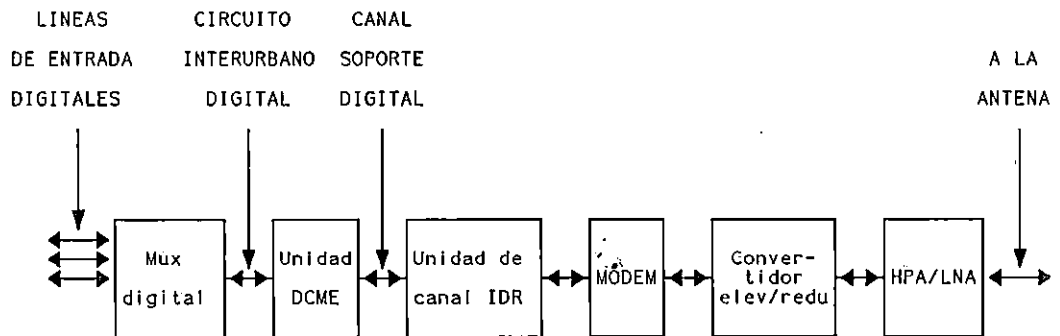 LINEAS
DE ENTRADA
DIGITALES
CIRCUITO
INTERURBANO
DIGITAL
CANAL
SOPORTE
DIGITAL
A LA
ANTENA
Mux
digital
Unidad
DCME
Unidad de
canal IDR
MÓDEM
Conver-
tidor
elev/redu
HPA/LNA